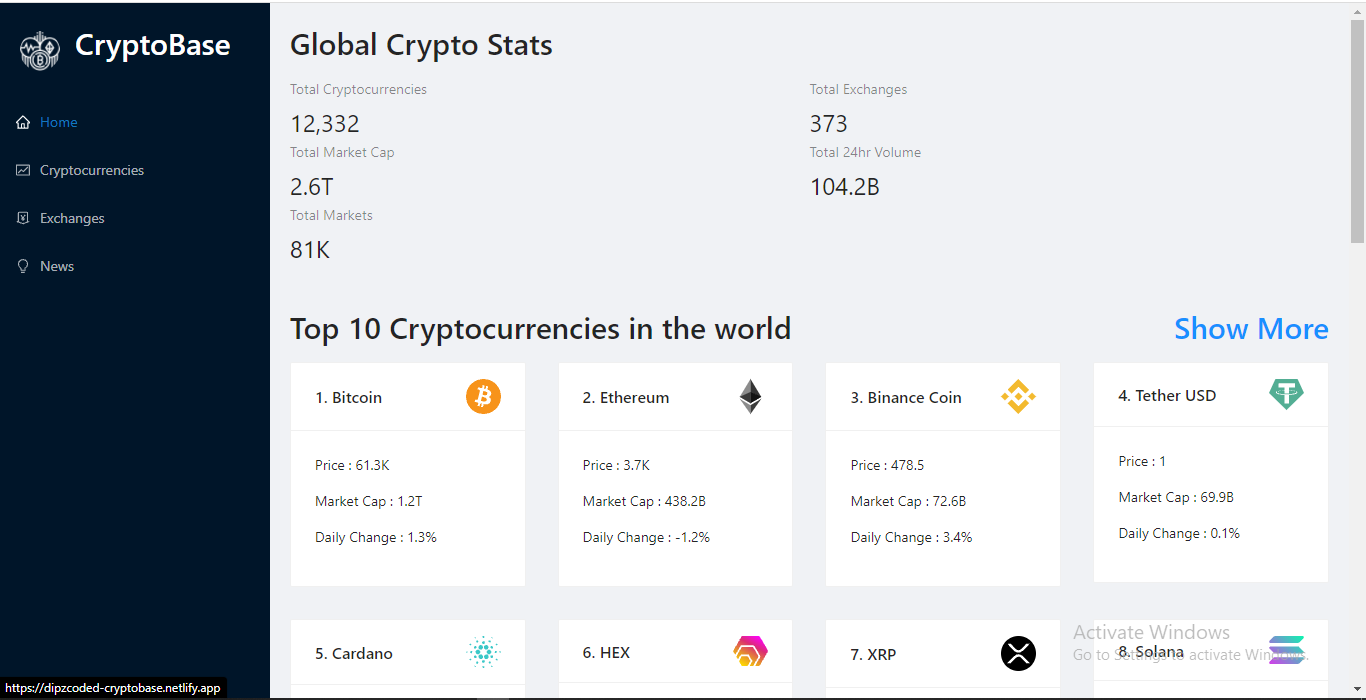 CryptoBase
Home
Cryptocurrencies
Exchanges
News
Global Crypto Stats
Total Cryptocurrencies
12,332
Total Exchanges
373
Total Market Cap
2.6T
Total 24hr Volume
104.2B
Total Markets
81K
Top 10 Cryptocurrencies in the world
Show More
1. Bitcoin
Price : 61.3K
Market Cap : 1.2T
Daily Change : 1.3%
2. Ethereum
Price : 3.7K
Market Cap : 438.2B
Daily Change : -1.2%
3. Binance Coin
Price : 478.5
Market Cap : 72.6B
Daily Change : 3.4%
4. Tether USD
Price : 1
Market Cap : 69.9B
Daily Change : 0.1%
5. Cardano
6. HEX
7. XRP
8. Solana
Activate Windows
Go to Settings to activate Windows.
https://dipzcoded-cryptobase.netlify.app